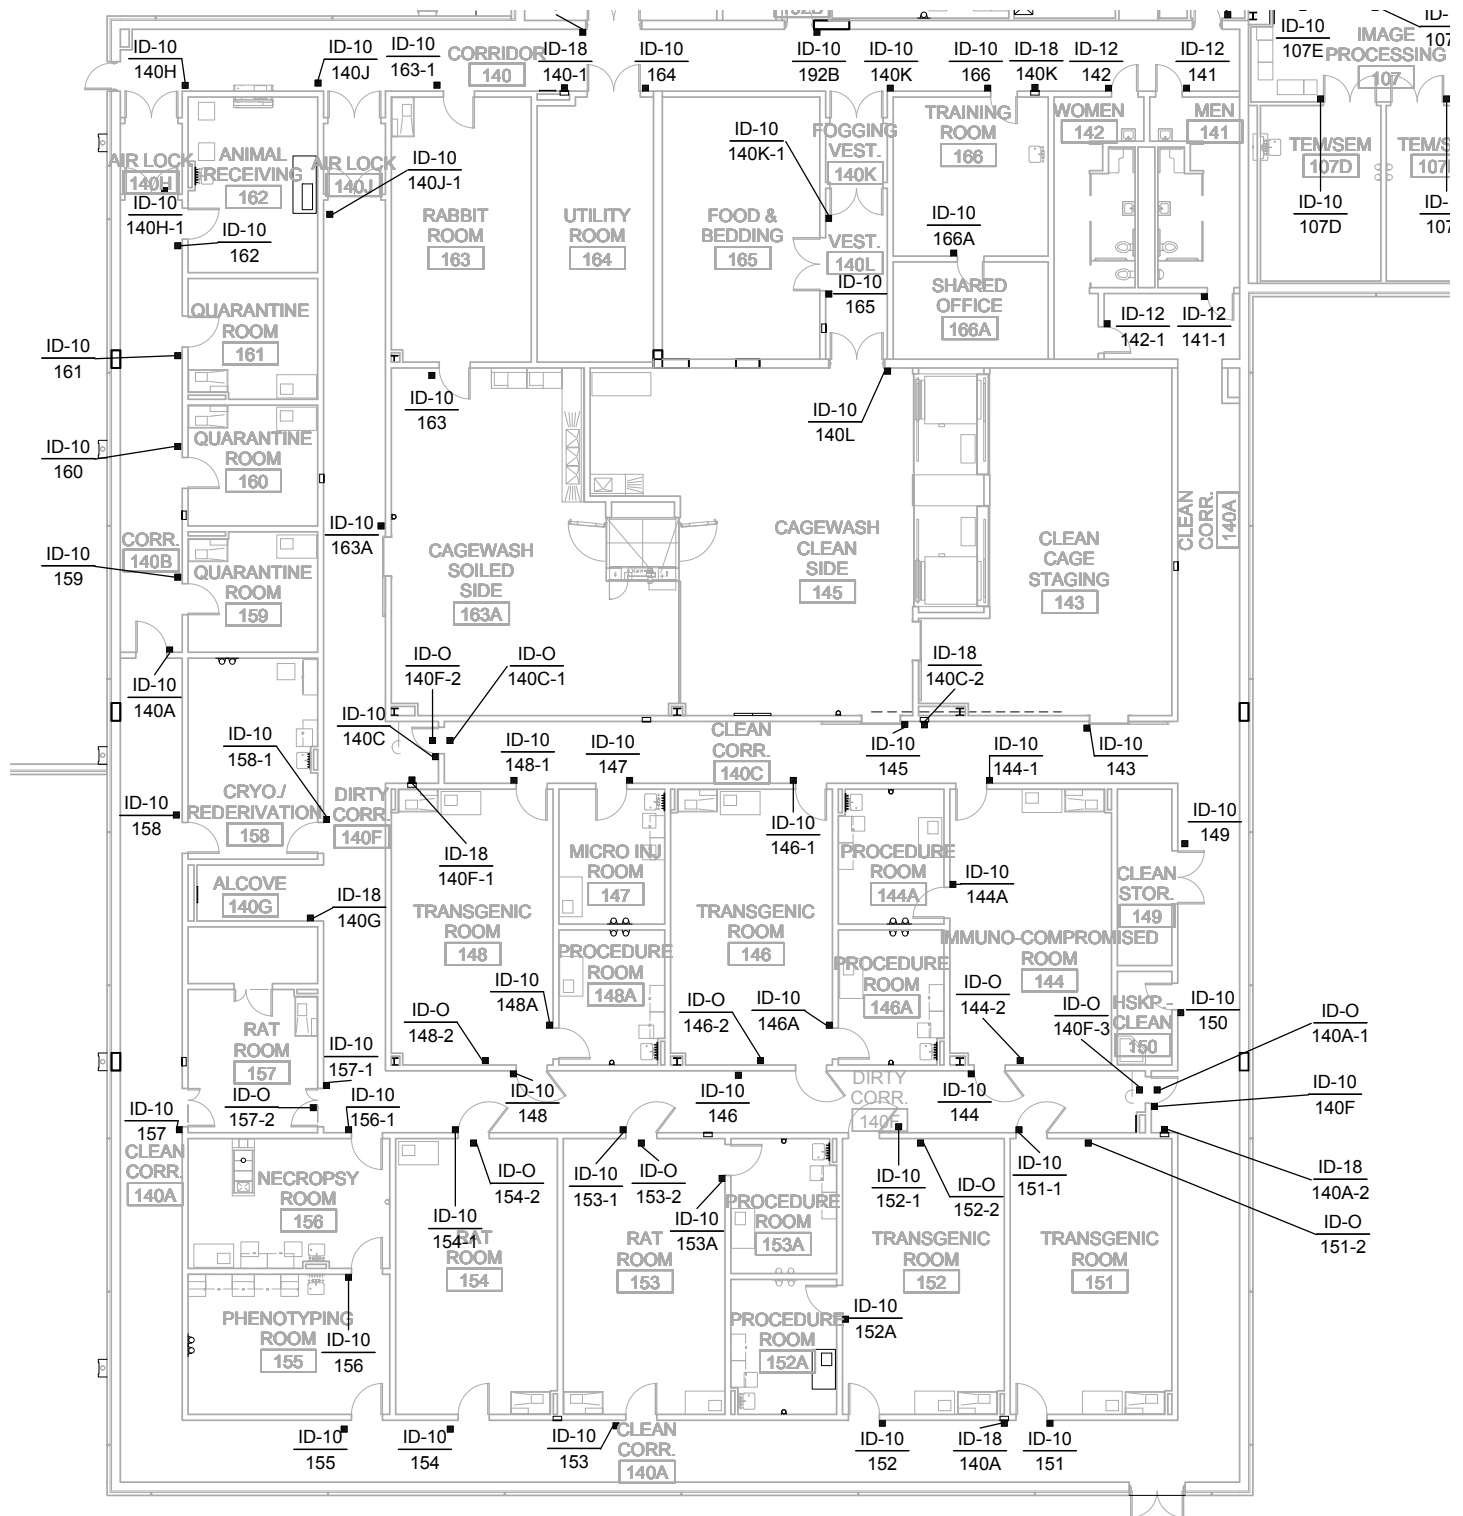 ID-10
140H
ID-10
140J
ID-10
163-1
CORRIDOR
140
ID-18
140-1
ID-10
164
ID-10
192B
ID-10
140K
ID-10
166
ID-18
140K
ID-12
142
ID-12
141
ID-10
107E
IMAGE
PROCESSING
107
ID-
107
AIR LOCK
140H
ID-10
140H-1
ANIMAL
RECEIVING
162
ID-10
162
AIR LOCK
140J
ID-10
140J-1
RABBIT
ROOM
163
UTILITY
ROOM
164
FOOD &
BEDDING
165
ID-10
140K-1
FOGGING
VEST.
140K
VEST.
140L
ID-10
165
TRAINING
ROOM
166
ID-10
166A
SHARED
OFFICE
166A
WOMEN
142
MEN
141
ID-12
142-1
ID-12
141-1
TEM/SEM
107D
ID-10
107D
TEM/S
107
ID-
107
QUARANTINE
ROOM
161
ID-10
161
QUARANTINE
ROOM
160
ID-10
160
ID-10
163
ID-10
140L
CORR.
140B
QUARANTINE
ROOM
159
ID-10
159
ID-10
163A
CAGEWASH
SOILED
SIDE
163A
CAGEWASH
CLEAN
SIDE
145
CLEAN
CAGE
STAGING
143
CLEAN
CORR.
140A
ID-10
140A
ID-O
140F-2
ID-O
140C-1
ID-18
140C-2
ID-10
140C
ID-10
158-1
ID-10
148-1
ID-10
147
CLEAN
CORR.
140C
ID-10
145
ID-10
144-1
ID-10
143
ID-10
158
CRYO./
REDERIVATION
158
DIRTY
CORR.
140F
ID-18
140F-1
ID-10
146-1
ID-10
149
ALCOVE
140G
ID-18
140G
TRANSGENIC
ROOM
148
MICRO INJ
ROOM
147
TRANSGENIC
ROOM
146
PROCEDURE
ROOM
144A
ID-10
144A
CLEAN
STOR.
149
PROCEDURE
ROOM
148A
ID-10
148A
PROCEDURE
ROOM
146A
ID-10
146A
IMMUNO-COMPROMISED
ROOM
144
ID-O
148-2
ID-O
146-2
ID-O
144-2
ID-O
140F-3
HSKP -
CLEAN
150
ID-10
150
ID-O
140A-1
RAT
ROOM
157
ID-10
157-1
ID-O
157-2
ID-10
156-1
ID-10
157
ID-10
148
ID-10
146
DIRTY
CORR.
140F
ID-10
144
ID-10
140F
CLEAN
CORR.
140A
NECROPSY
ROOM
156
ID-O
154-2
ID-10
154-1
RAT
ROOM
154
ID-10
153-1
ID-O
153-2
ID-10
153A
RAT
ROOM
153
PROCEDURE
ROOM
153A
ID-10
152-1
ID-O
152-2
TRANSGENIC
ROOM
152
ID-10
151-1
TRANSGENIC
ROOM
151
ID-18
140A-2
ID-O
151-2
PHENOTYPING
ROOM
155
ID-10
156
PROCEDURE
ROOM
152A
ID-10
152A
ID-10
155
ID-10
154
ID-10
153
CLEAN
CORR.
140A
ID-10
152
ID-18
140A
ID-10
151